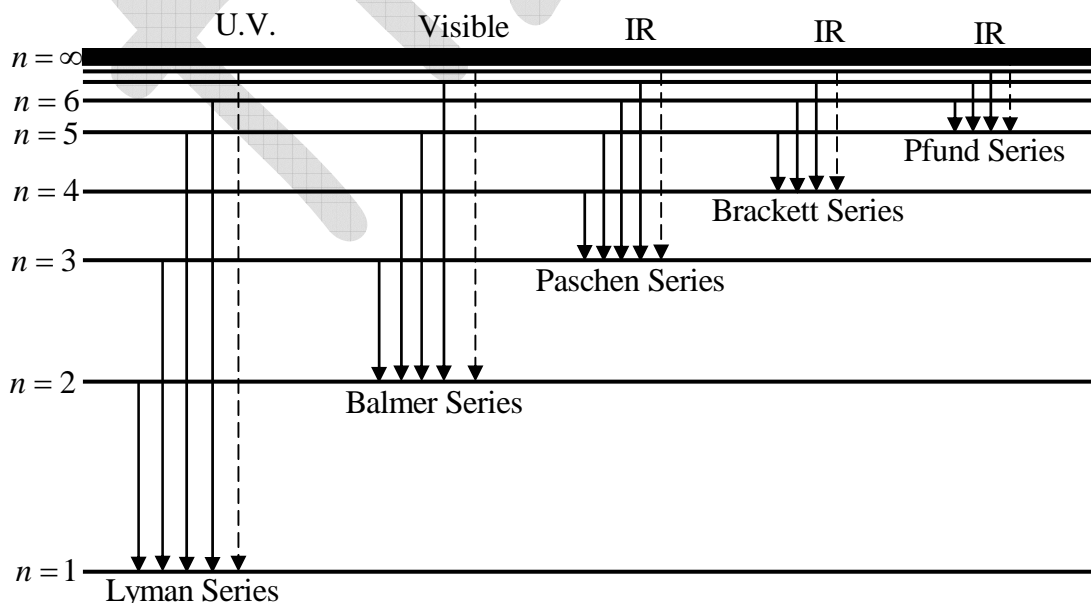 U.V. Visible IR IR IR
n = ∞
n = 6
n = 5
Pfund Series
n = 4
Brackett Series
n = 3
Paschen Series
n = 2
Balmer Series
n = 1
Lyman Series